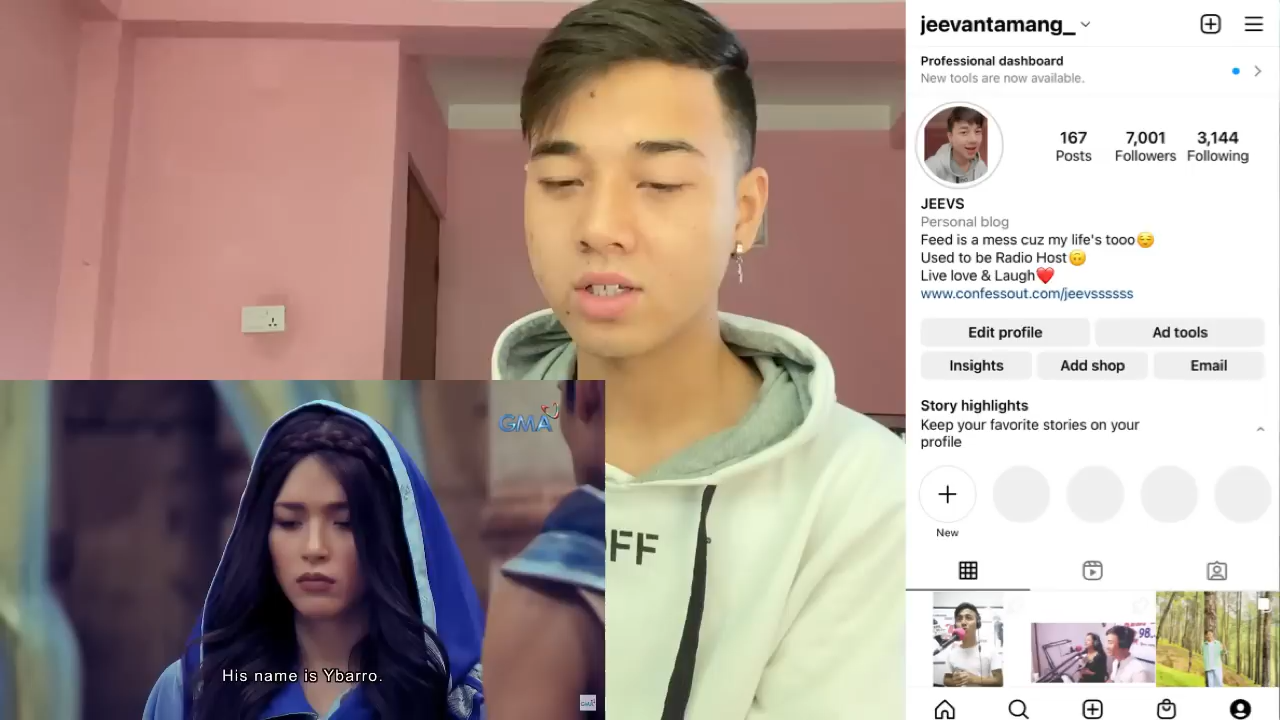 jeevantamang_
Professional dashboard
New tools are now available.
167
7,001
3,144
Posts
Followers
Following
JEEVS
Personal blog
Feed is a mess cuz my life's tooo😌
Used to be Radio Host🙃
Live love & Laugh❤️
www.confessout.com/jeevssssss
Edit profile
Ad tools
Insights
Add shop
Email
Story highlights
Keep your favorite stories on your
profile
New
GMA
FF
His name is Ybarro.
GMA
98.